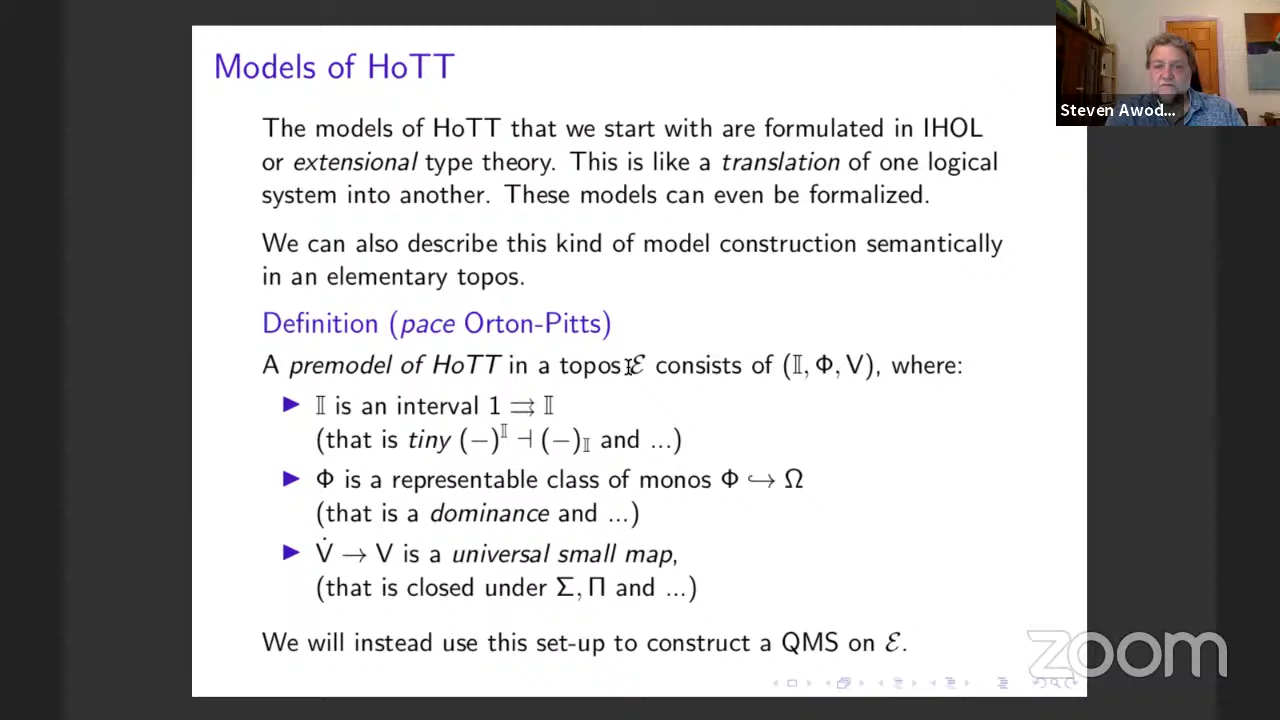 Models of HoTT
The models of HoTT that we start with are formulated in IHOL
or extensional type theory. This is like a translation of one logical
system into another. These models can even be formalized.
We can also describe this kind of model construction semantically
in an elementary topos.
Definition (pace Orton-Pitts)
A premodel of HoTT in a topos ℰ consists of (𝕀, Φ, V), where:
▶ 𝕀 is an interval 1 ⇉ 𝕀
(that is tiny (−)^𝕀 ⊣ (−)_𝕀 and ...)
▶ Φ is a representable class of monos Φ ↪ Ω
(that is a dominance and ...)
▶ V̇ → V is a universal small map,
(that is closed under Σ, Π and ...)
We will instead use this set-up to construct a QMS on ℰ.
Steven Awod...
zoom